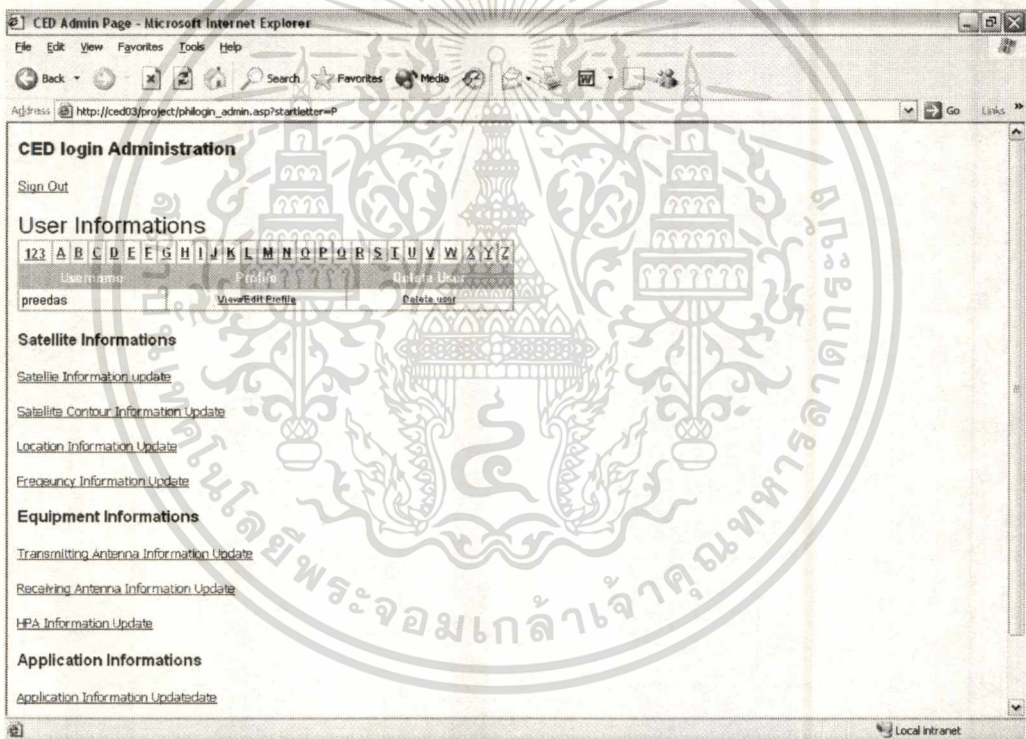 CED Admin Page - Microsoft Internet Explorer
File Edit View Favorites Tools Help
Back Search Favorites Media
Address http://ced03/project/philogin_admin.asp?startletter=P Go Links »
CED login Administration
Sign Out
User Informations
123 A B C D E F G H I J K L M N O P Q R S T U V W X Y Z
Username Profile Delete User
preedas View/Edit Profile Delete user
Satellite Informations
Satellie Information update
Satellite Contour Information Update
Location Information Update
Freqeuncy Information Update
Equipment Informations
Transmitting Antenna Information Update
Receiving Antenna Information Update
HPA Information Update
Application Informations
Application Information Updatedate
Local intranet